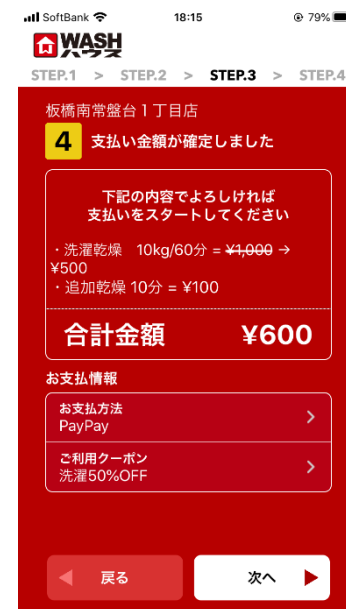 SoftBank 18:15 79%
WASH
ハウス
STEP.1 > STEP.2 > STEP.3 > STEP.4
板橋南常盤台1丁目店
4 支払い金額が確定しました
下記の内容でよろしければ
支払いをスタートしてください
・洗濯乾燥 10kg/60分 = ¥1,000 →
¥500
・追加乾燥 10分 = ¥100
合計金額 ¥600
お支払情報
お支払方法
PayPay
ご利用クーポン
洗濯50%OFF
戻る 次へ